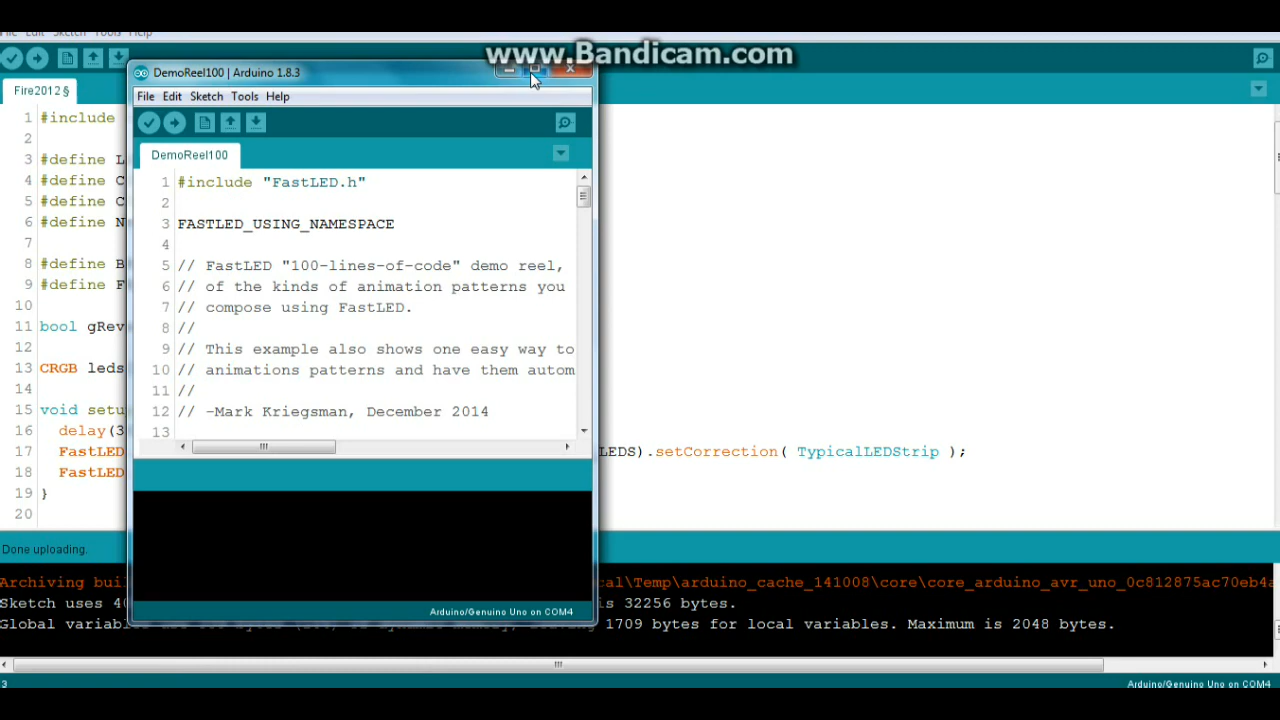 File Edit Sketch Tools Help
www.Bandicam.com
DemoReel100 | Arduino 1.8.3
File Edit Sketch Tools Help
Fire2012 §
DemoReel100
1 #include "FastLED.h"
2
3 FASTLED_USING_NAMESPACE
4
5 // FastLED "100-lines-of-code" demo reel,
6 // of the kinds of animation patterns you
7 // compose using FastLED.
8 //
9 // This example also shows one easy way to
10 // animations patterns and have them autom
11 //
12 // -Mark Kriegsman, December 2014
13
Arduino/Genuino Uno on COM4
1 #include
2
3 #define L
4 #define C
5 #define C
6 #define N
7
8 #define B
9 #define F
10
11 bool gRev
12
13 CRGB leds
14
15 void setu
16 delay(3
17 FastLED LEDS).setCorrection( TypicalLEDStrip );
18 FastLED
19 }
20
Done uploading.
Archiving bui cal\Temp\arduino_cache_141008\core\core_arduino_avr_uno_0c812875ac70eb4a
Sketch uses 40 is 32256 bytes.
Global variables 1709 bytes for local variables. Maximum is 2048 bytes.
3 Arduino/Genuino Uno on COM4